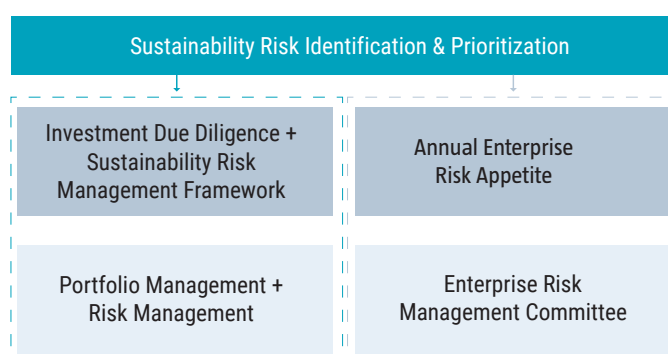 Sustainability Risk Identification & Prioritization
Investment Due Diligence +
Sustainability Risk
Management Framework
Annual Enterprise
Risk Appetite
Portfolio Management +
Risk Management
Enterprise Risk
Management Committee